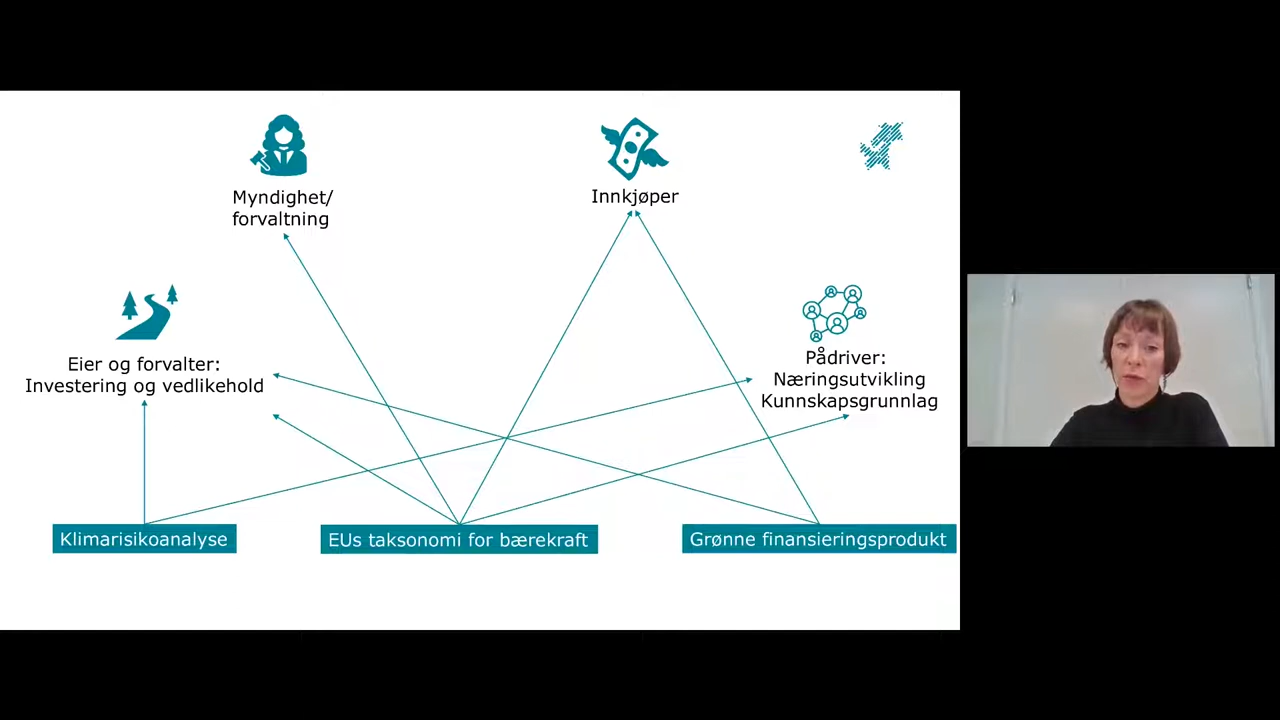 Myndighet/
forvaltning
Innkjøper
Eier og forvalter:
Investering og vedlikehold
Pådriver:
Næringsutvikling
Kunnskapsgrunnlag
Klimarisikoanalyse
EUs taksonomi for bærekraft
Grønne finansieringsprodukt